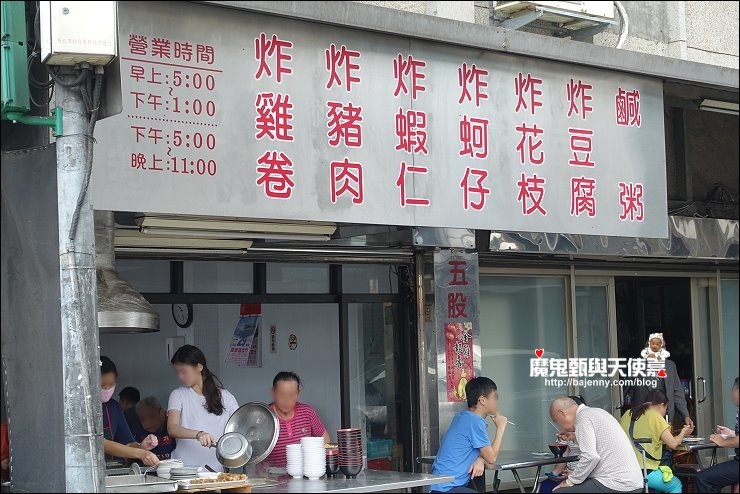 營業時間
早上:5:00
~
下午:1:00
下午:5:00
~
晚上:11:00
炸雞卷
炸豬肉
炸蝦仁
炸蚵仔
炸花枝
炸豆腐
鹹粥
五股
魔鬼甄與天使嘉
http://bajenny.com/blog